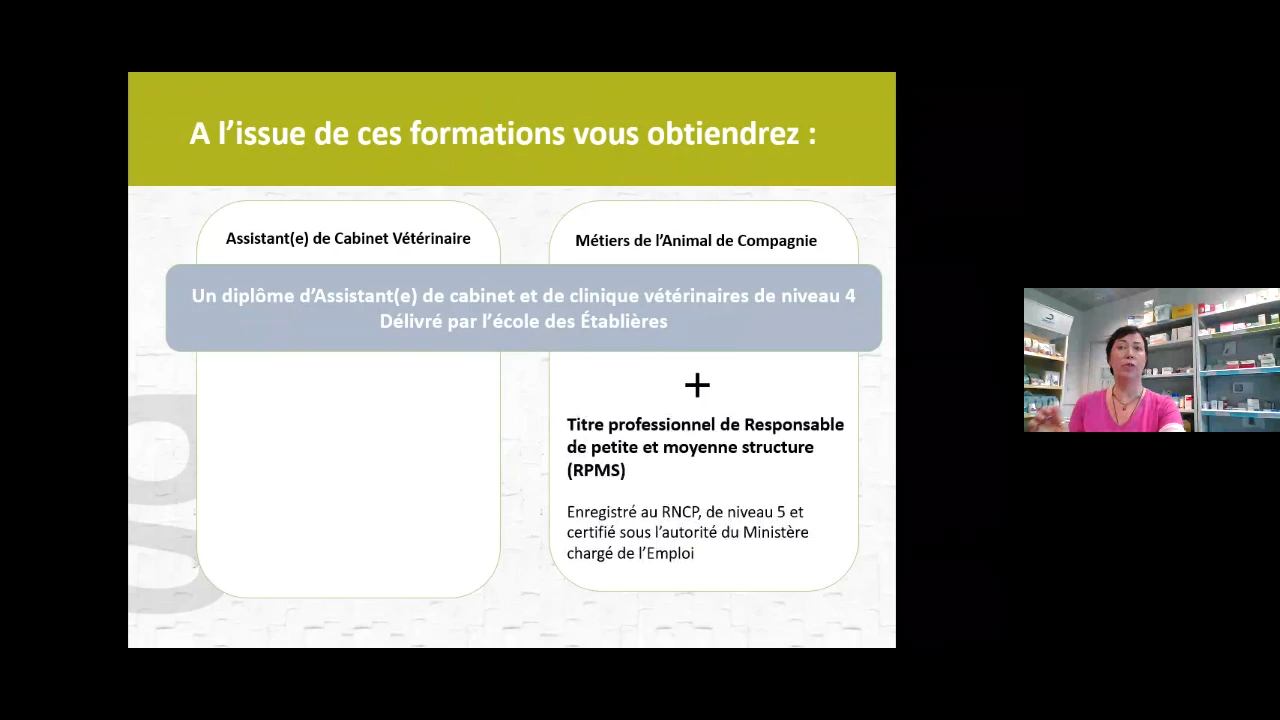 A l’issue de ces formations vous obtiendrez :
Assistant(e) de Cabinet Vétérinaire
Métiers de l’Animal de Compagnie
Un diplôme d’Assistant(e) de cabinet et de clinique vétérinaires de niveau 4
Délivré par l’école des Établières
+
Titre professionnel de Responsable
de petite et moyenne structure
(RPMS)
Enregistré au RNCP, de niveau 5 et
certifié sous l’autorité du Ministère
chargé de l’Emploi